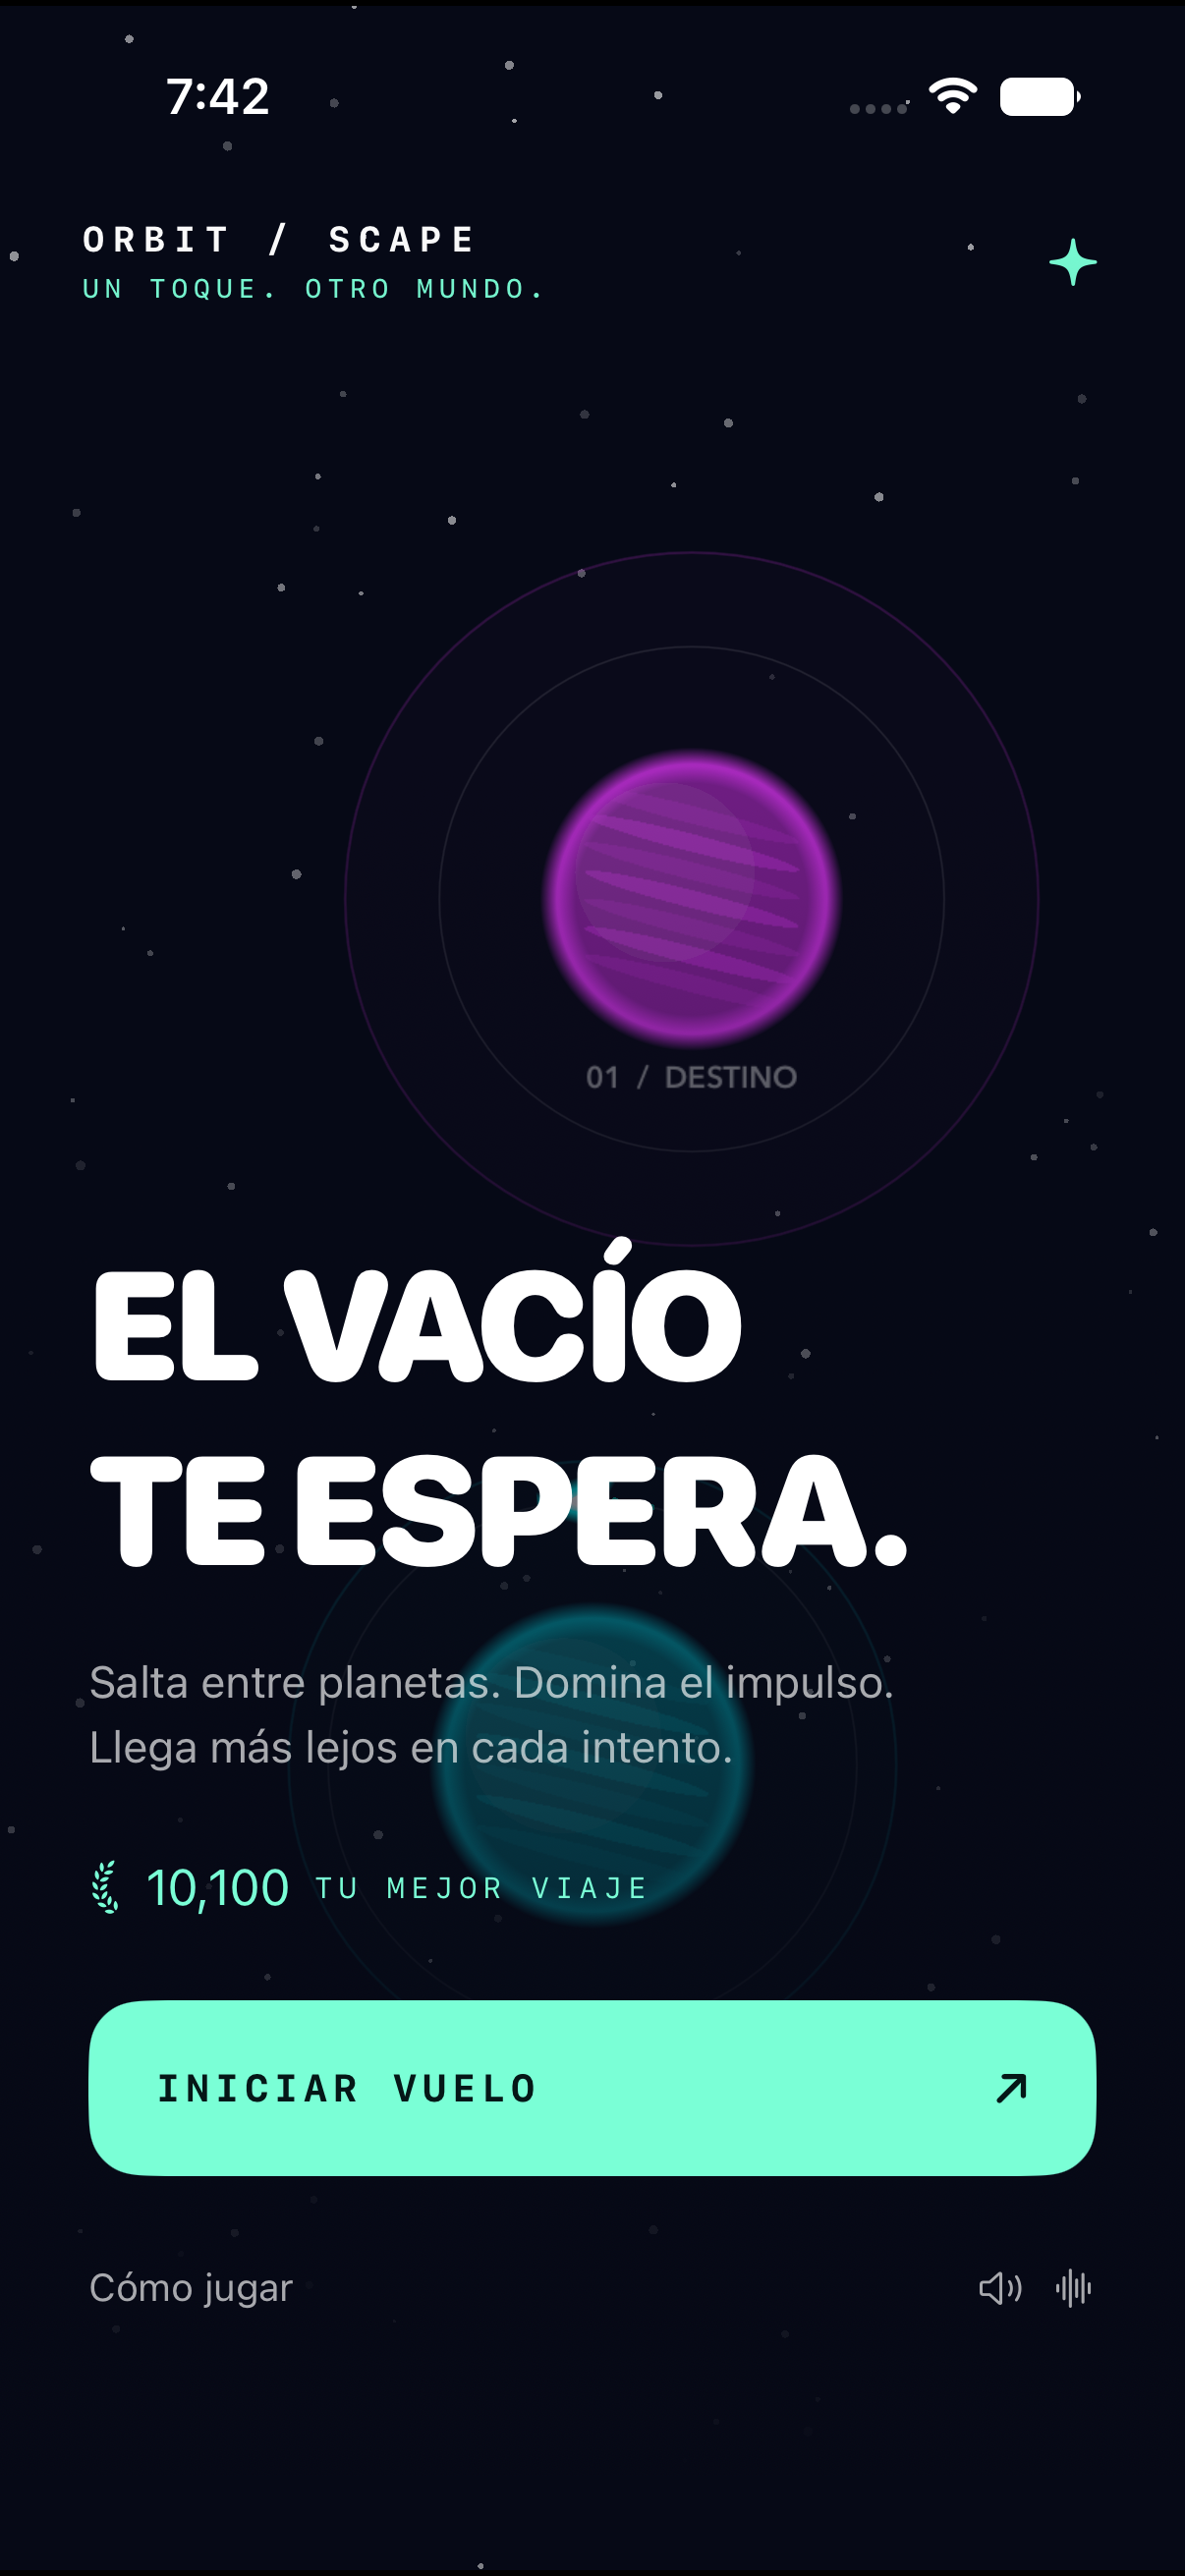 7:42
ORBIT / SCAPE
UN TOQUE. OTRO MUNDO.
01 / DESTINO
EL VACÍO
TE ESPERA.
Salta entre planetas. Domina el impulso.
Llega más lejos en cada intento.
10,100 TU MEJOR VIAJE
INICIAR VUELO
Cómo jugar